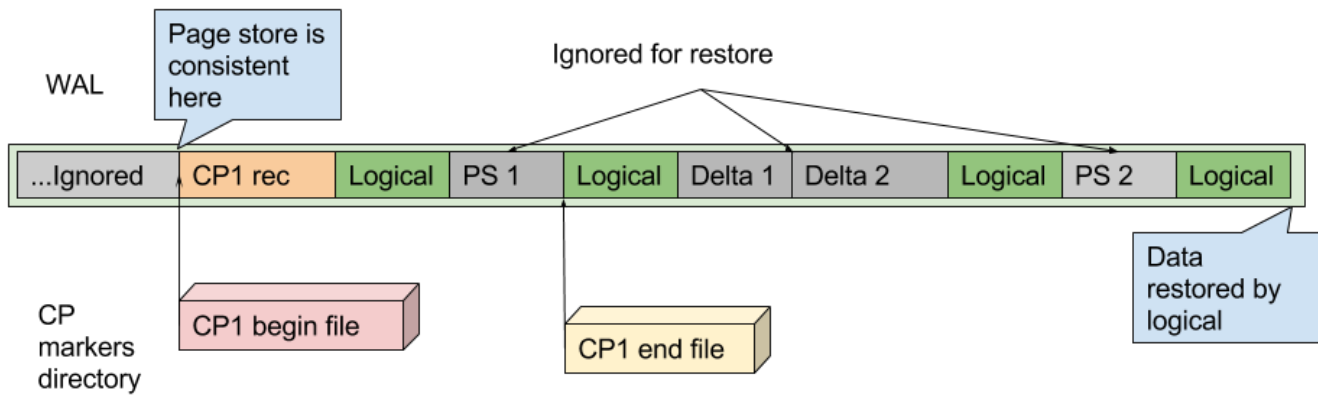 Page store is
consistent
here
WAL
Ignored for restore
...Ignored
CP1 rec
Logical
PS 1
Logical
Delta 1
Delta 2
Logical
PS 2
Logical
Data
restored by
logical
CP1 begin file
CP1 end file
CP
markers
directory